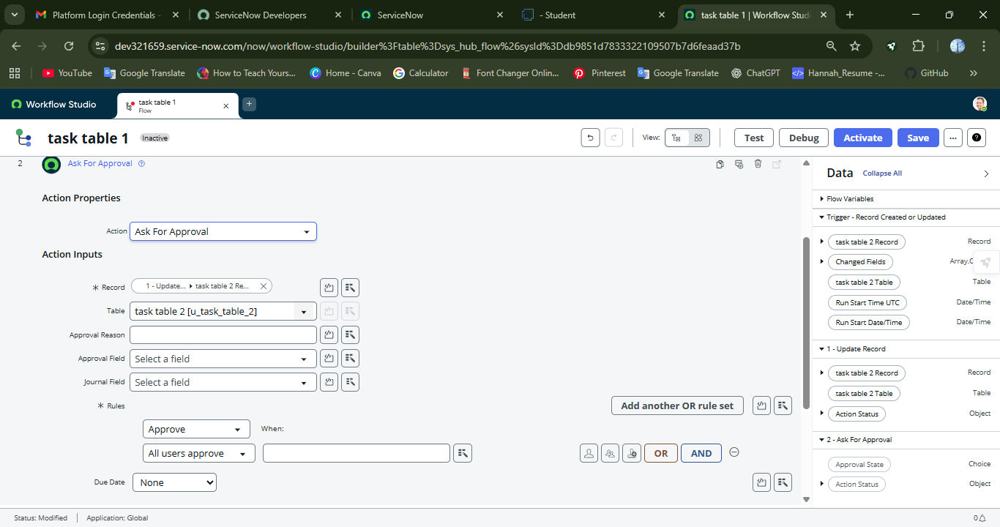 Platform Login Credentials -
ServiceNow Developers
ServiceNow
- Student
task table 1 | Workflow Studi
dev321659.service-now.com/now/workflow-studio/builder%3Ftable%3Dsys_hub_flow%26sysId%3Ddb9851d7833322109507b7d6feaad37b
YouTube
Google Translate
How to Teach Yours...
Home - Canva
Calculator
Font Changer Onlin...
Pinterest
Google Translate
ChatGPT
Hannah_Resume -...
GitHub
Workflow Studio
task table 1
Flow
task table 1
Inactive
View:
Test
Debug
Activate
Save
2
Ask For Approval
Action Properties
Action
Ask For Approval
Action Inputs
* Record
1 - Update...
task table 2 Re...
Table
task table 2 [u_task_table_2]
Approval Reason
Approval Field
Select a field
Journal Field
Select a field
* Rules
Add another OR rule set
Approve
When:
All users approve
OR
AND
Due Date
None
Data
Collapse All
Flow Variables
Trigger - Record Created or Updated
task table 2 Record
Record
Changed Fields
Array.
task table 2 Table
Table
Run Start Time UTC
Date/Time
Run Start Date/Time
Date/Time
1 - Update Record
task table 2 Record
Record
task table 2 Table
Table
Action Status
Object
2 - Ask For Approval
Approval State
Choice
Action Status
Object
Status: Modified
Application: Global
0